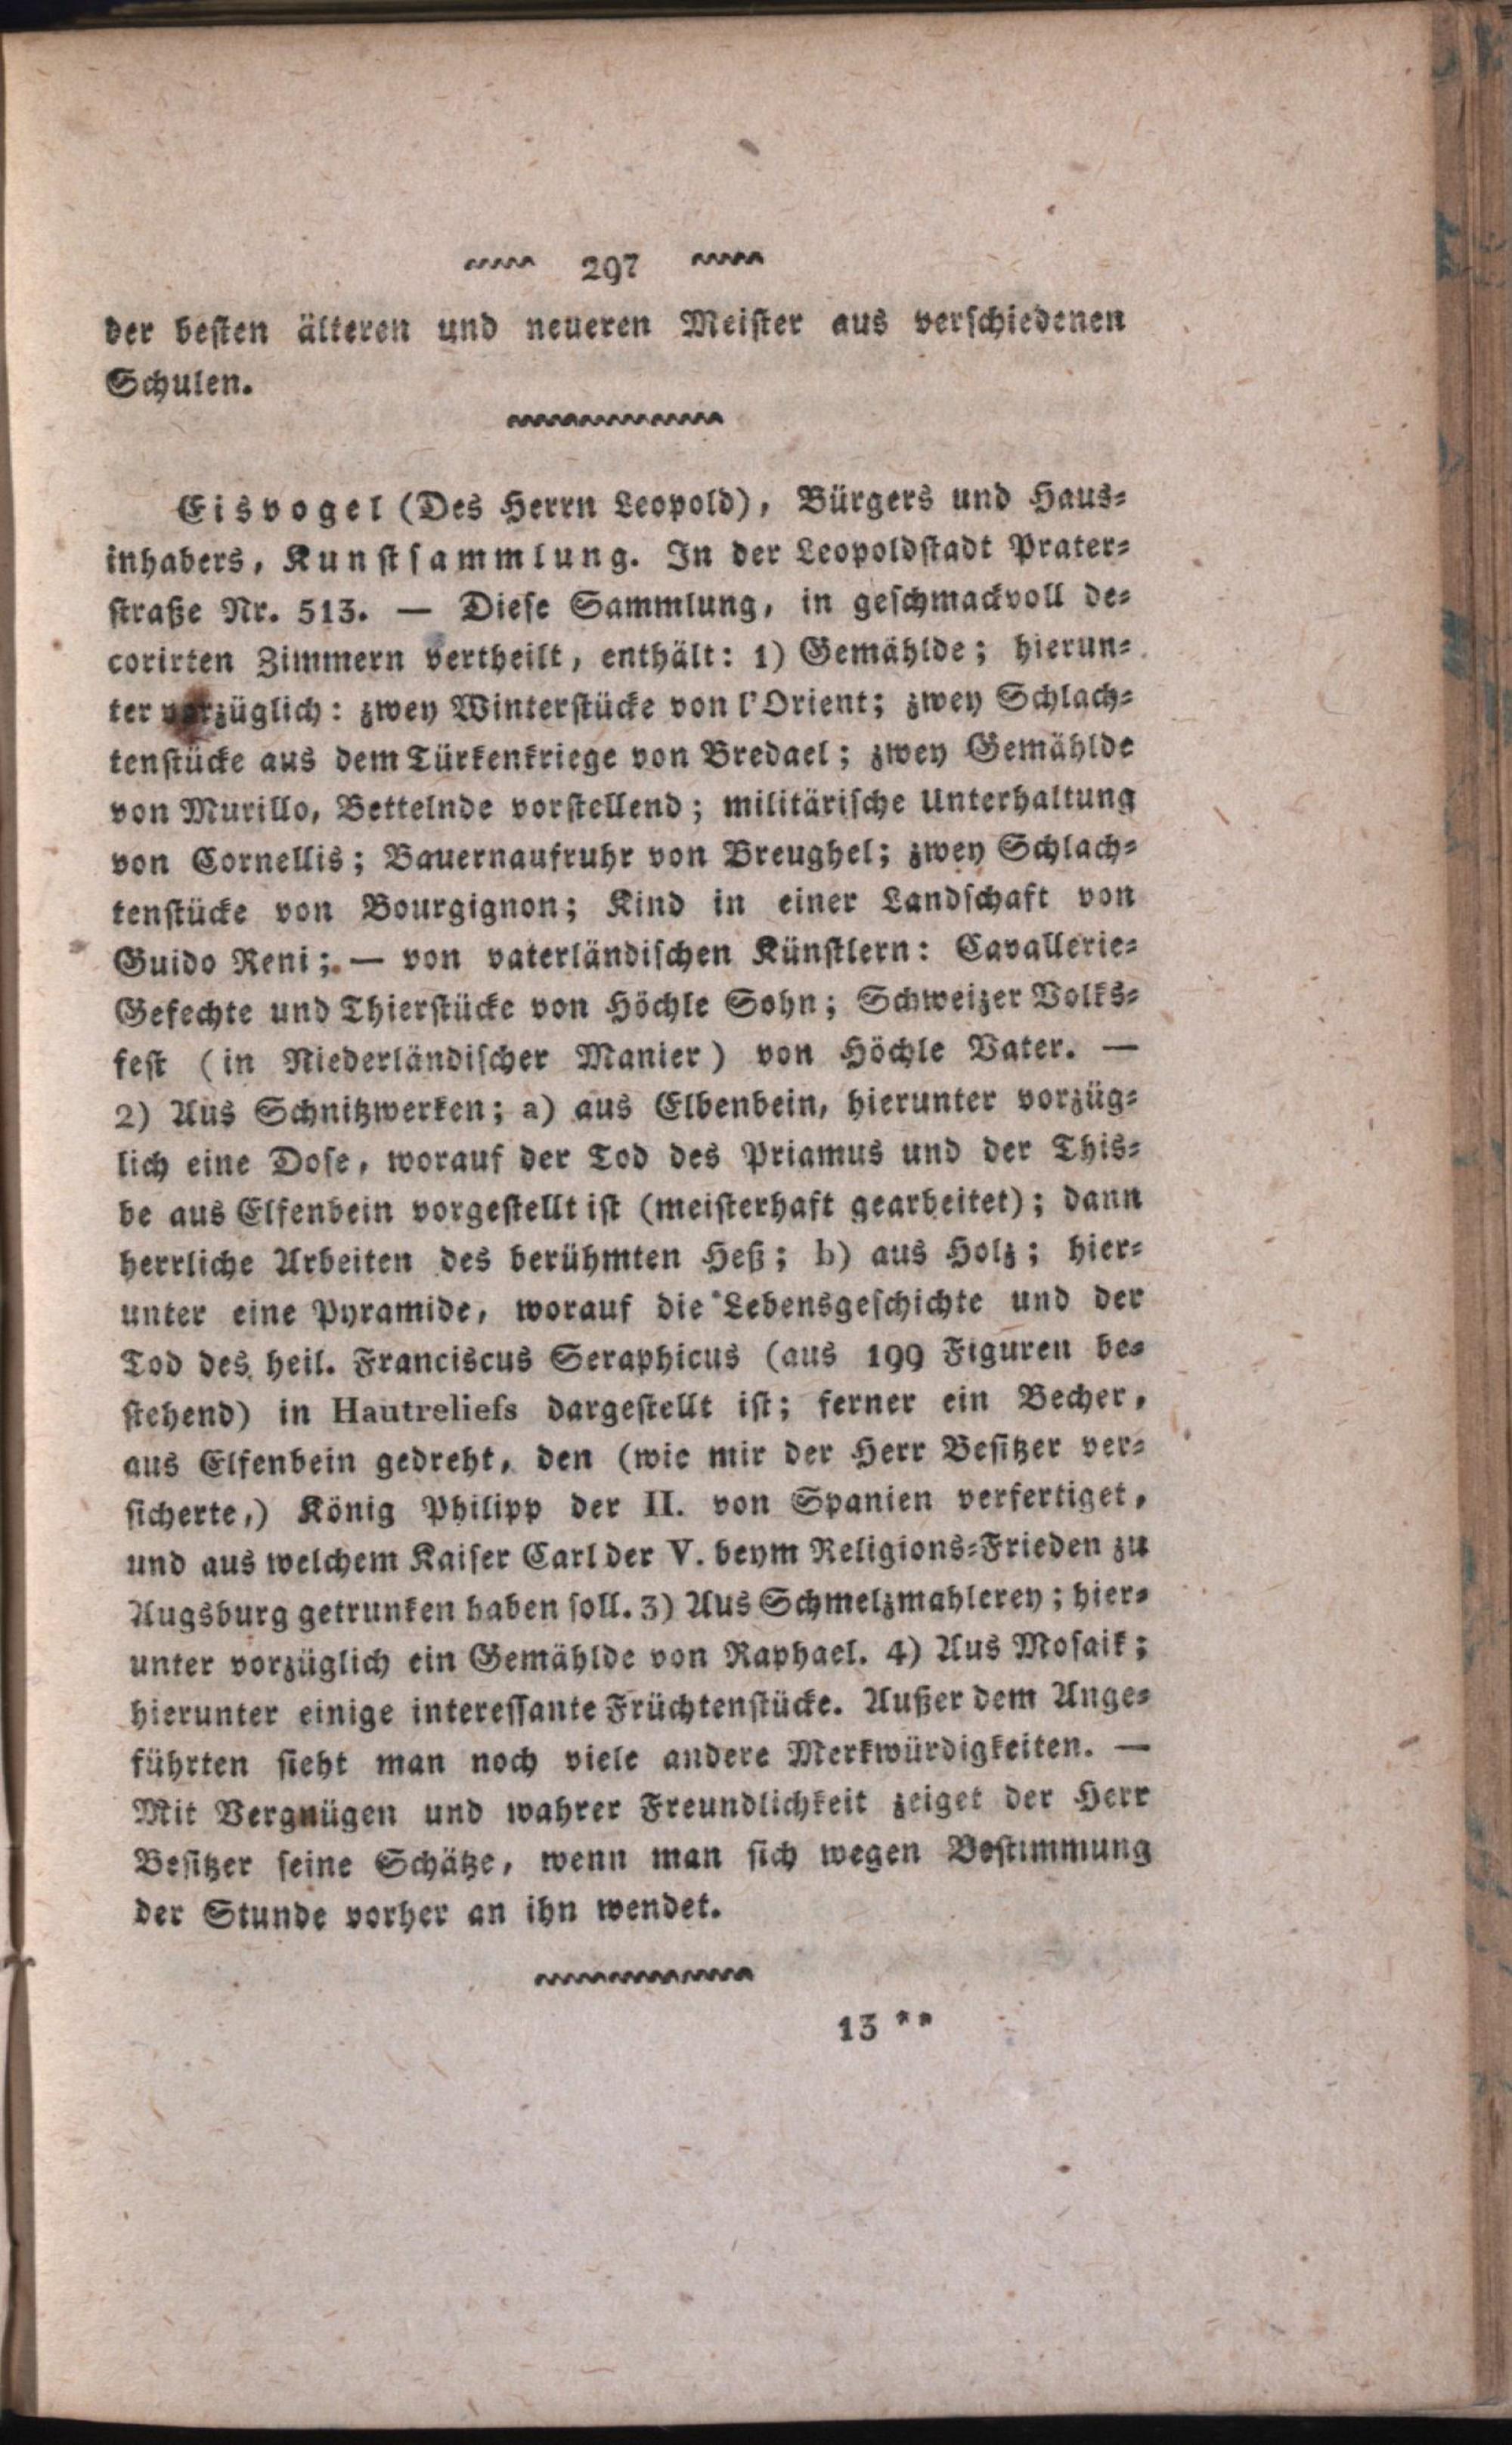 297
der besten älteren und neueren Meister aus verschiedenen
Schulen.
Eisvogel (Des Herrn Leopold), Bürgers und Haus-
inhabers, Kunstsammlung. In der Leopoldstadt Prater-
straße Nr. 513. — Diese Sammlung, in geschmackvoll de-
corirten Zimmern vertheilt, enthält: 1) Gemählde; hierun-
ter vorzüglich: zwey Winterstücke von l'Orient; zwey Schlach-
tenstücke aus dem Türkenkriege von Bredael; zwey Gemählde
von Murillo, Bettelnde vorstellend; militärische Unterhaltung
von Cornellis; Bauernaufruhr von Breughel; zwey Schlach-
tenstücke von Bourgignon; Kind in einer Landschaft von
Guido Reni; — von vaterländischen Künstlern: Cavallerie-
Gefechte und Thierstücke von Höchle Sohn; Schweizer Volks-
fest (in Niederländischer Manier) von Höchle Vater. —
2) Aus Schnitzwerken; a) aus Elbenbein, hierunter vorzüg-
lich eine Dose, worauf der Tod des Priamus und der This-
be aus Elfenbein vorgestellt ist (meisterhaft gearbeitet); dann
herrliche Arbeiten des berühmten Heß; b) aus Holz; hier-
unter eine Pyramide, worauf die Lebensgeschichte und der
Tod des heil. Franciscus Seraphicus (aus 199 Figuren be-
stehend) in Hautreliefs dargestellt ist; ferner ein Becher,
aus Elfenbein gedreht, den (wie mir der Herr Besitzer ver-
sicherte,) König Philipp der II. von Spanien verfertiget,
und aus welchem Kaiser Carl der V. beym Religions-Frieden zu
Augsburg getrunken haben soll. 3) Aus Schmelzmahlerey; hier-
unter vorzüglich ein Gemählde von Raphael. 4) Aus Mosaik;
hierunter einige interessante Früchtenstücke. Außer dem Ange-
führten sieht man noch viele andere Merkwürdigkeiten. —
Mit Vergnügen und wahrer Freundlichkeit zeiget der Herr
Besitzer seine Schätze, wenn man sich wegen Bestimmung
der Stunde vorher an ihn wendet.
13 **